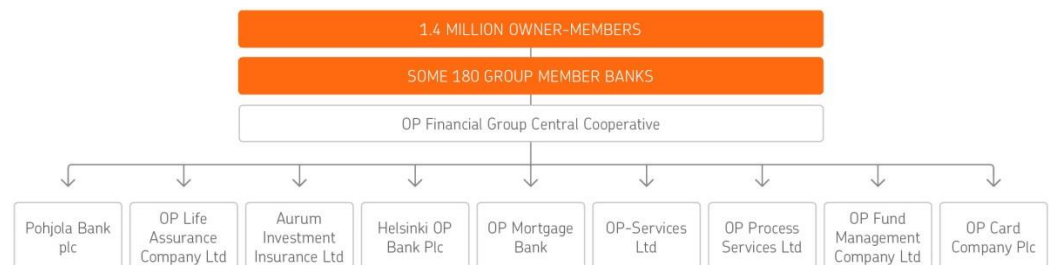 1.4 MILLION OWNER-MEMBERS
SOME 180 GROUP MEMBER BANKS
OP Financial Group Central Cooperative
Pohjola Bank
plc
OP Life
Assurance
Company Ltd
Aurum
Investment
Insurance Ltd
Helsinki OP
Bank Plc
OP Mortgage
Bank
OP-Services
Ltd
OP Process
Services Ltd
OP Fund
Management
Company Ltd
OP Card
Company Plc